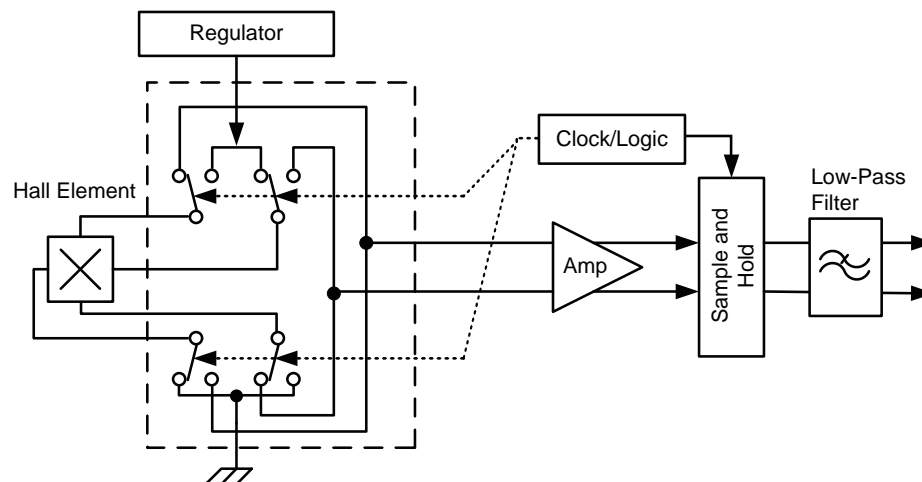 Regulator
Clock/Logic
Hall Element
Low-Pass
Filter
Amp
Sample and
Hold